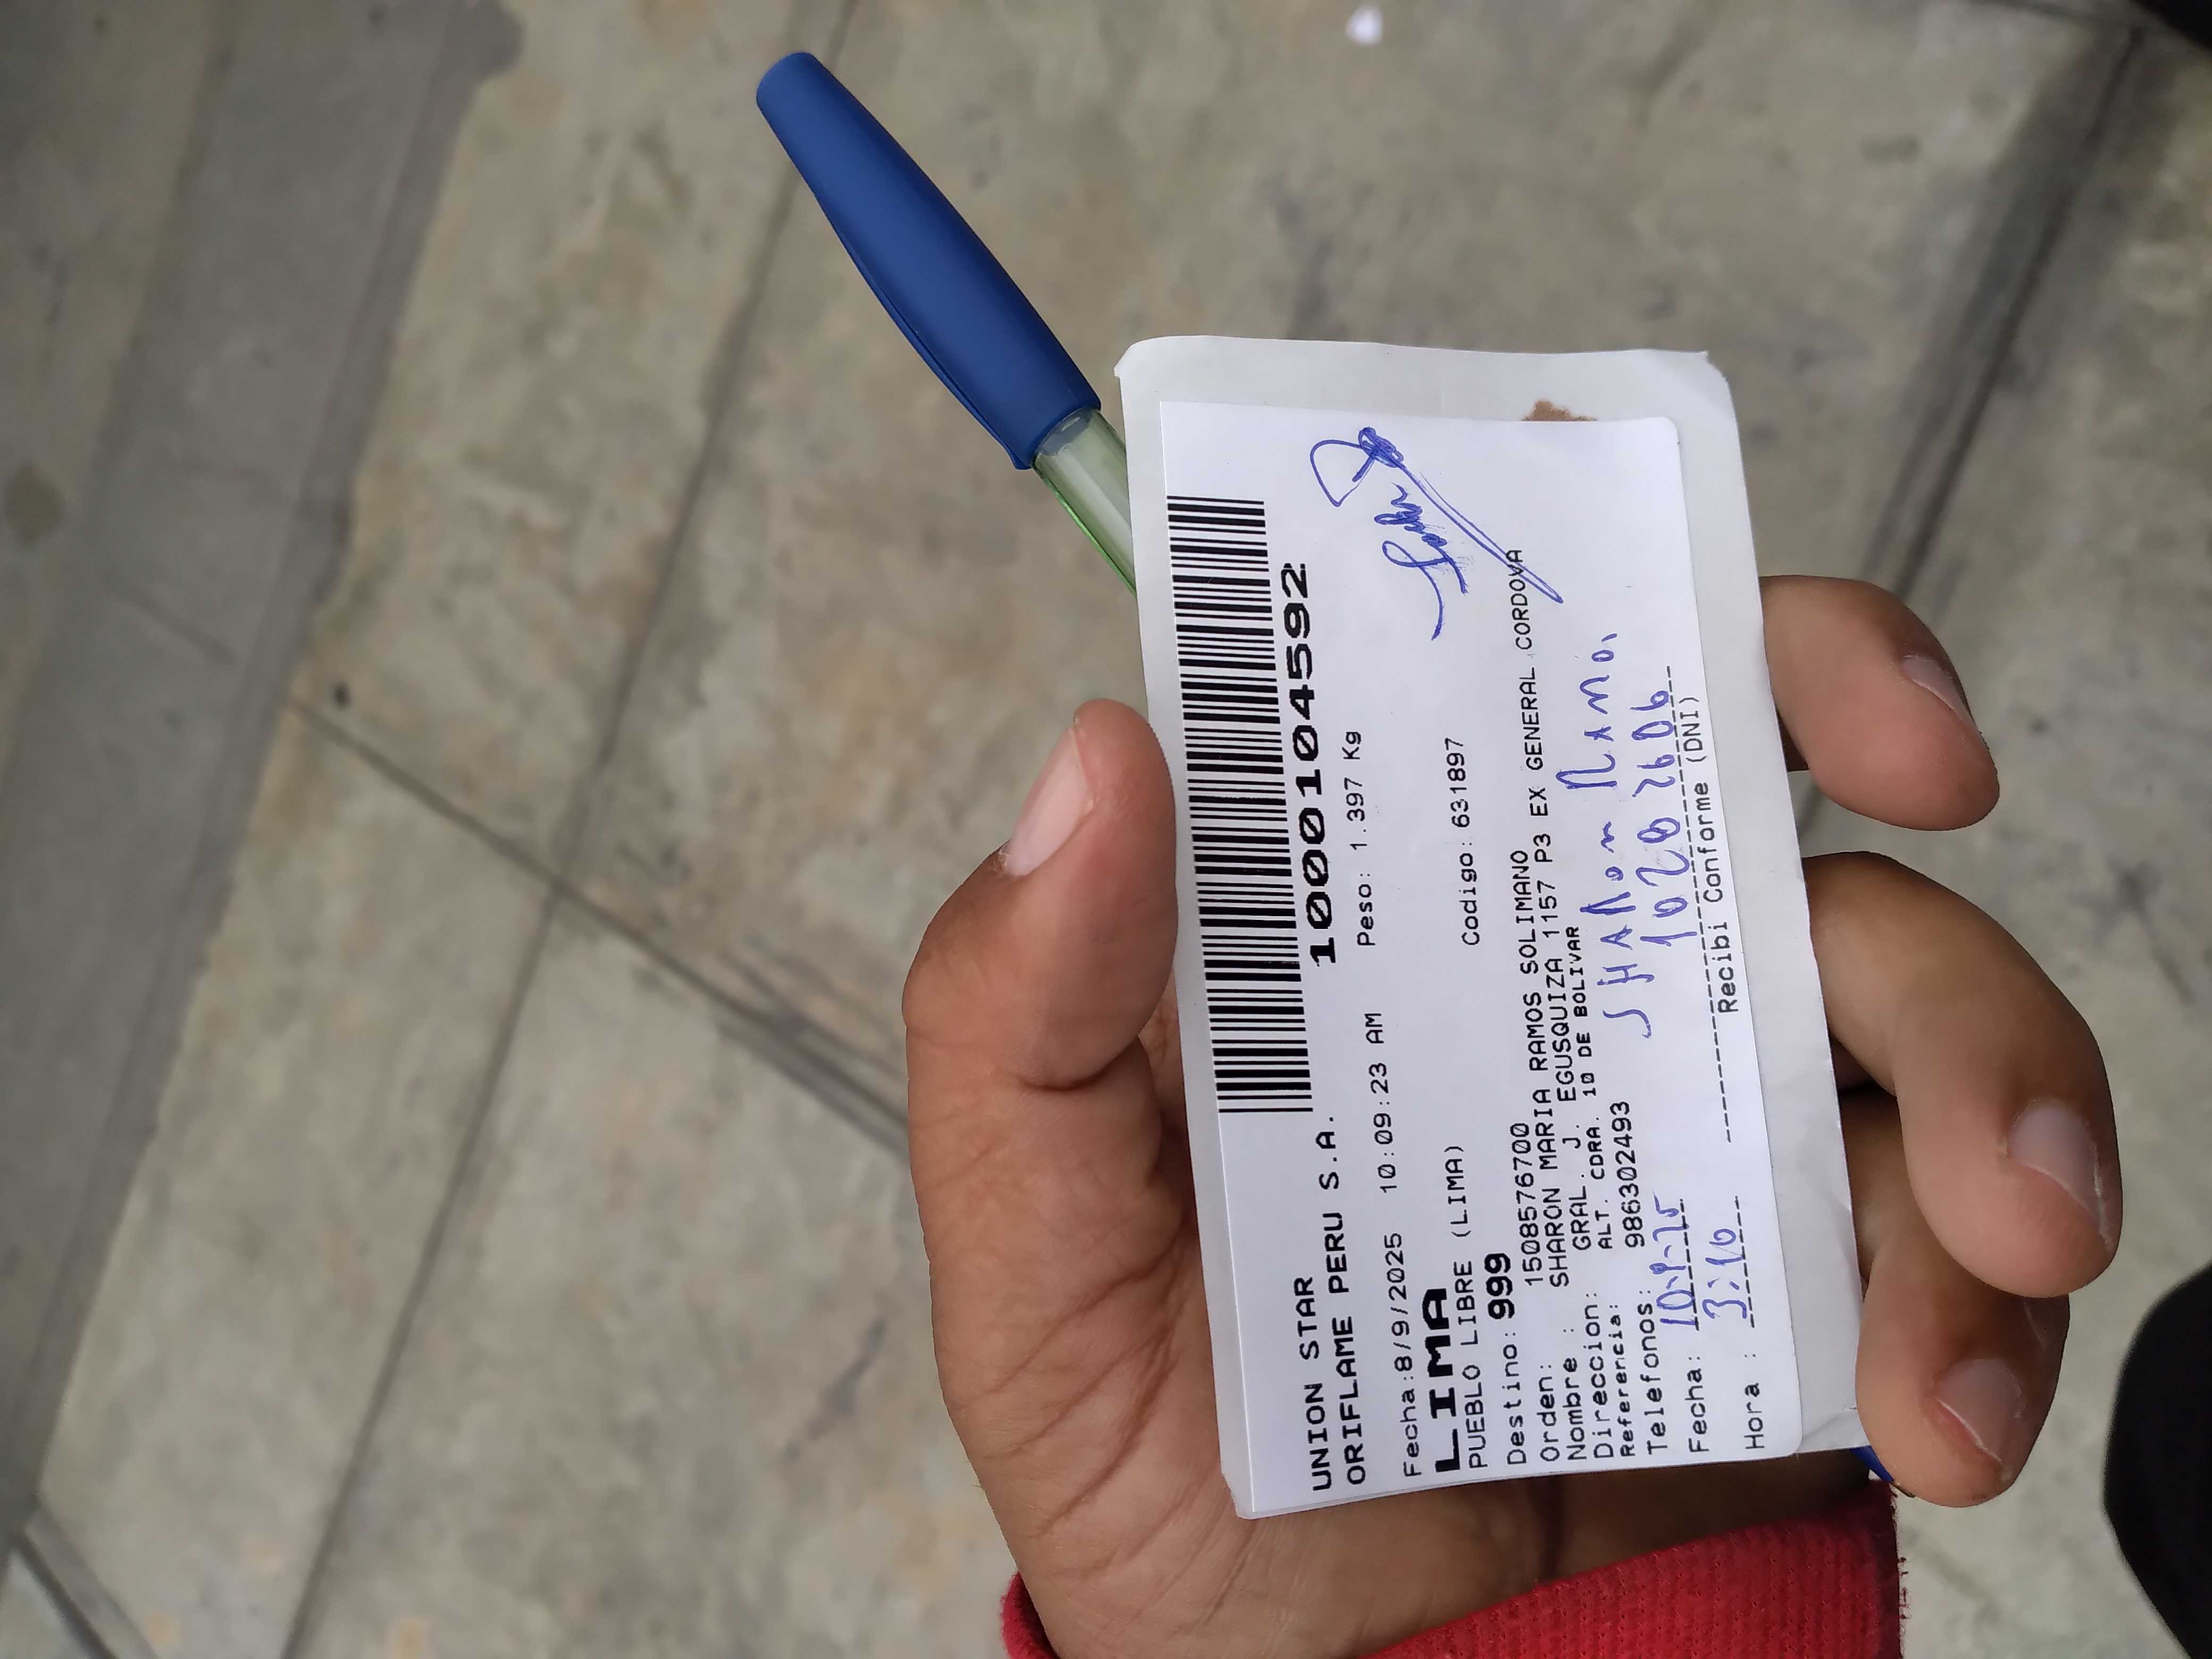 UNION STAR
ORIFLAME PERU S.A.
1000104592
Fecha:8/9/2025 10:09:23 AM Peso: 1.397 Kg
LIMA
PUEBLO LIBRE (LIMA) Codigo: 631897
Destino: 999
Orden: 1508576700
Nombre : SHARON MARIA RAMOS SOLIMANO
Direccion: GRAL. J. EGUSQUIZA 1157 P3 EX GENERAL CORDOVA
Referencia: ALT. CDRA. 10 DE BOLIVAR
Telefonos: 986302493
SHARON RAMO.
Fecha: 10-9-25 10202606
Hora : 3:16 Recibi Conforme (DNI)